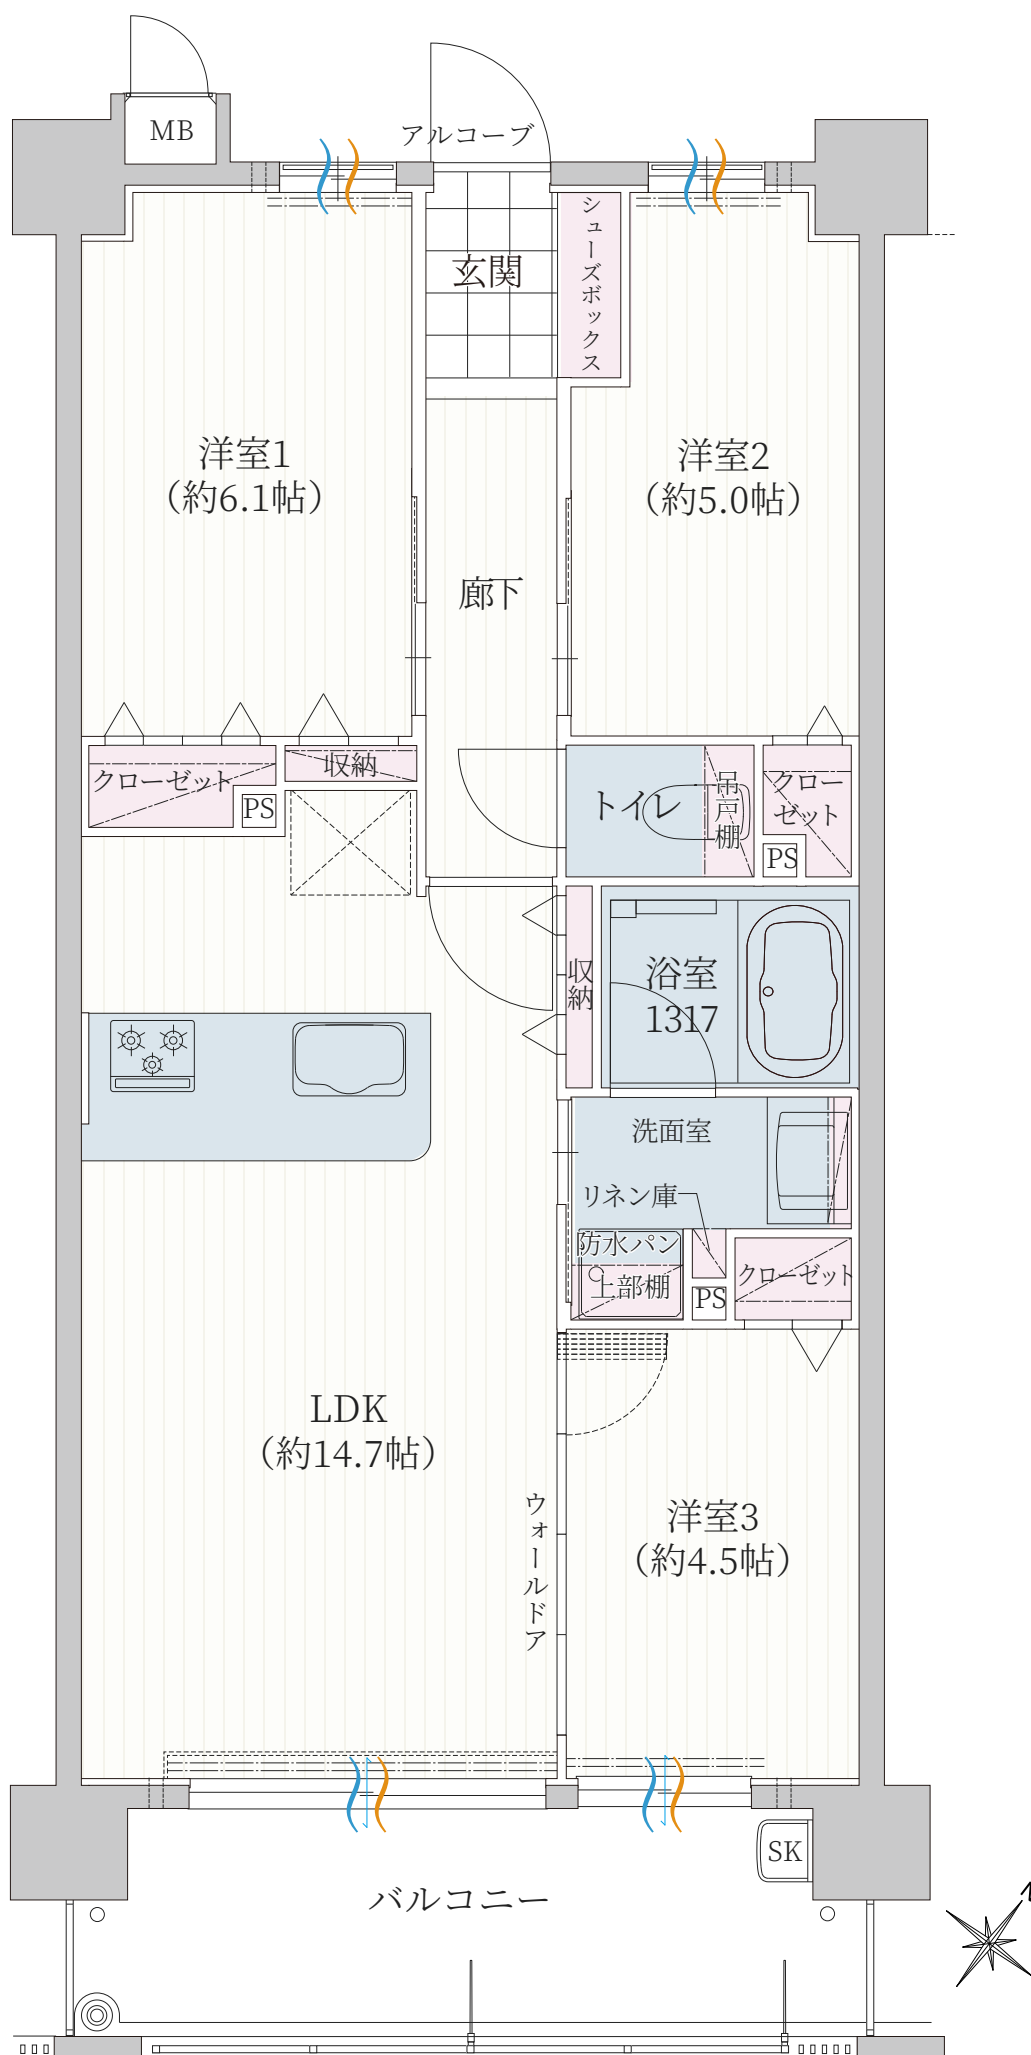 MB
アルコーブ
玄関
シューズボックス
洋室1
（約6.1帖）
洋室2
（約5.0帖）
廊下
クローゼット
収納
PS
トイレ
吊戸棚
クロー
ゼット
PS
収納
浴室
1317
洗面室
リネン庫
防水パン
上部棚
PS
クローゼット
LDK
（約14.7帖）
ウォールドア
洋室3
（約4.5帖）
SK
バルコニー